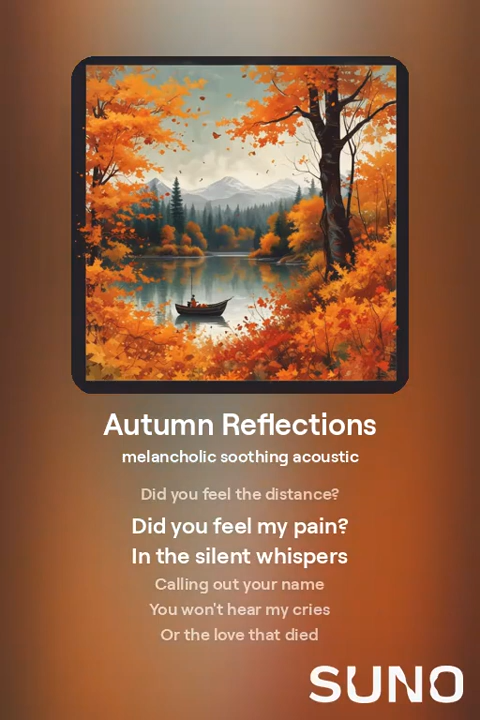 Autumn Reflections
melancholic soothing acoustic
Did you feel the distance?
Did you feel my pain?
In the silent whispers
Calling out your name
You won't hear my cries
Or the love that died
SUNO